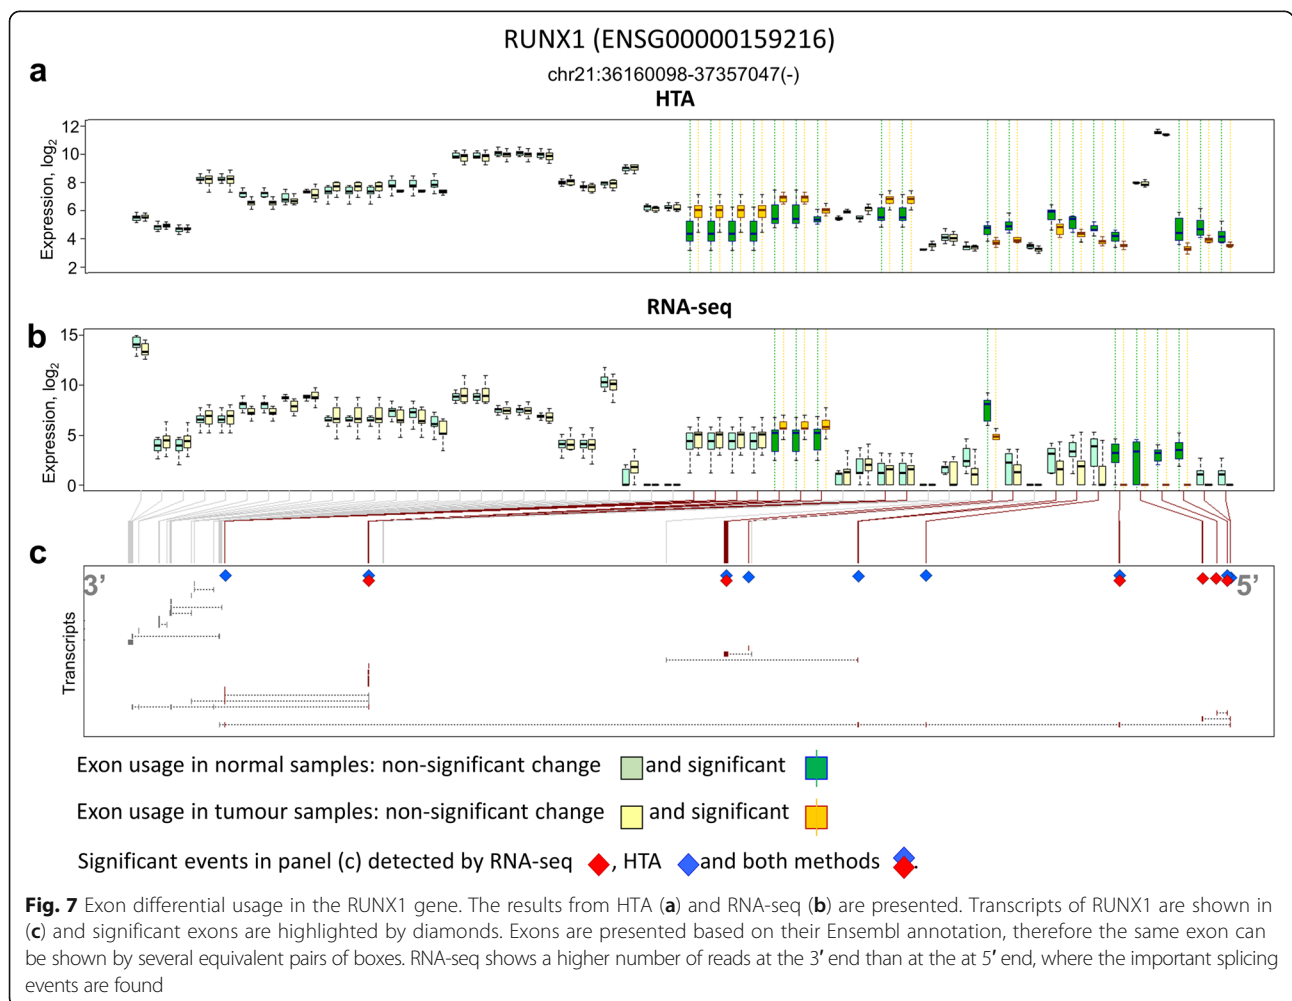 RUNX1 (ENSG00000159216)
a
chr21:36160098-37357047(-)
HTA
Expression, log2
12
10
8
6
4
2
RNA-seq
b
Expression, log2
15
10
5
0
c
3’
5’
Transcripts
Exon usage in normal samples: non-significant change and significant
Exon usage in tumour samples: non-significant change and significant
Significant events in panel (c) detected by RNA-seq , HTA and both methods .
Fig. 7 Exon differential usage in the RUNX1 gene. The results from HTA (a) and RNA-seq (b) are presented. Transcripts of RUNX1 are shown in
(c) and significant exons are highlighted by diamonds. Exons are presented based on their Ensembl annotation, therefore the same exon can
be shown by several equivalent pairs of boxes. RNA-seq shows a higher number of reads at the 3′ end than at the at 5′ end, where the important splicing
events are found